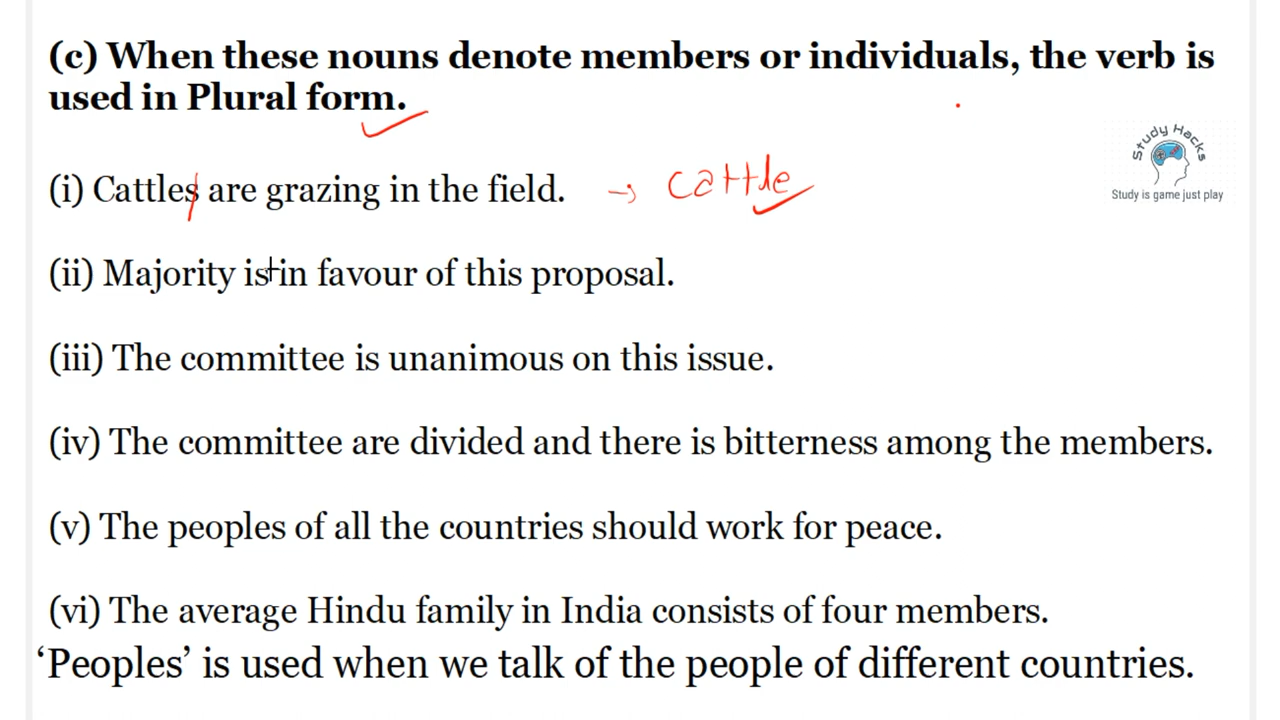 (c) When these nouns denote members or individuals, the verb is
used in Plural form.
Study Hacks
Study is game just play
(i) Cattles are grazing in the field. → Cattle
(ii) Majority is in favour of this proposal.
(iii) The committee is unanimous on this issue.
(iv) The committee are divided and there is bitterness among the members.
(v) The peoples of all the countries should work for peace.
(vi) The average Hindu family in India consists of four members.
‘Peoples’ is used when we talk of the people of different countries.